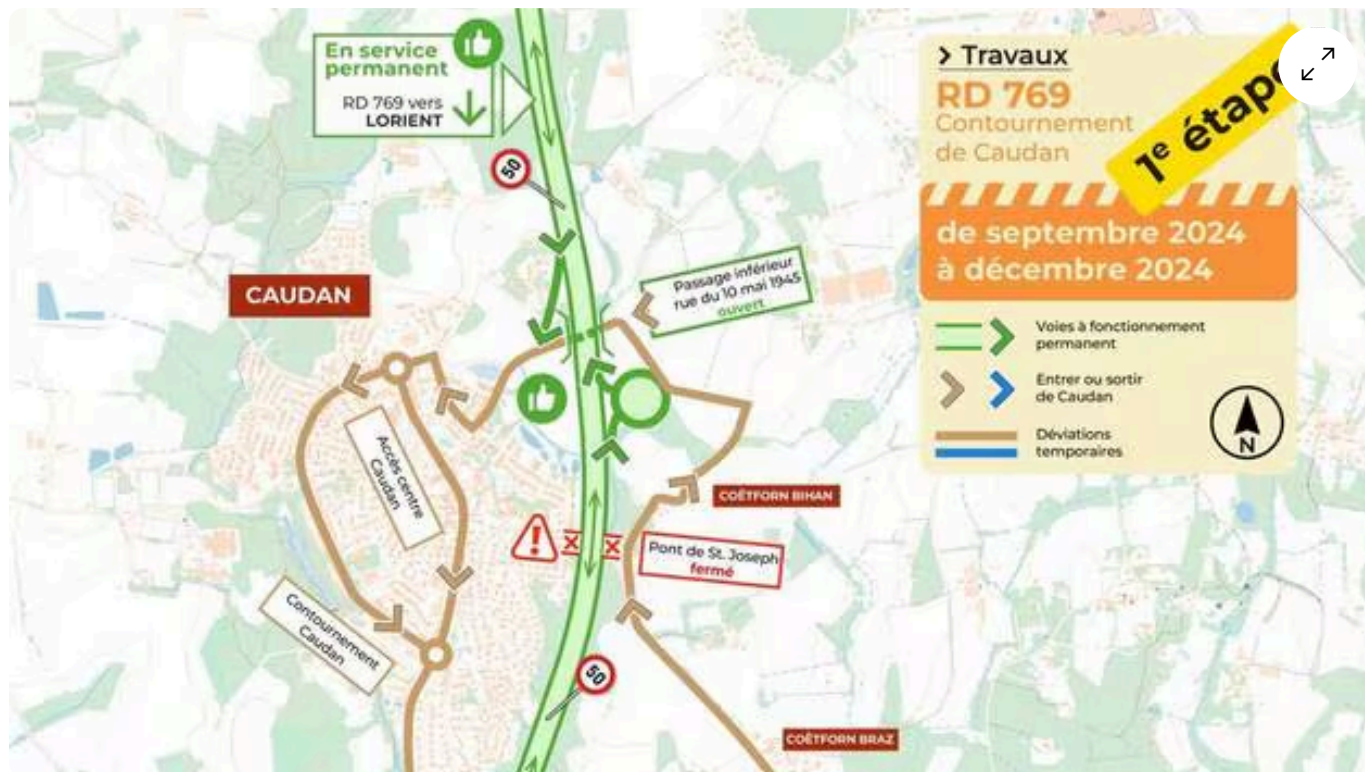 En service
permanent
RD 769 vers
LORIENT
50
CAUDAN
Passage inférieur
rue du 10 mai 1945
ouvert
Accès centre
Caudan
COËTFORN BIHAN
Pont de St. Joseph
fermé
Contournement
Caudan
50
COËTFORN BRAZ
> Travaux
RD 769
Contournement
de Caudan
1e étape
de septembre 2024
à décembre 2024
Voies à fonctionnement
permanent
Entrer ou sortir
de Caudan
Déviations
temporaires
N